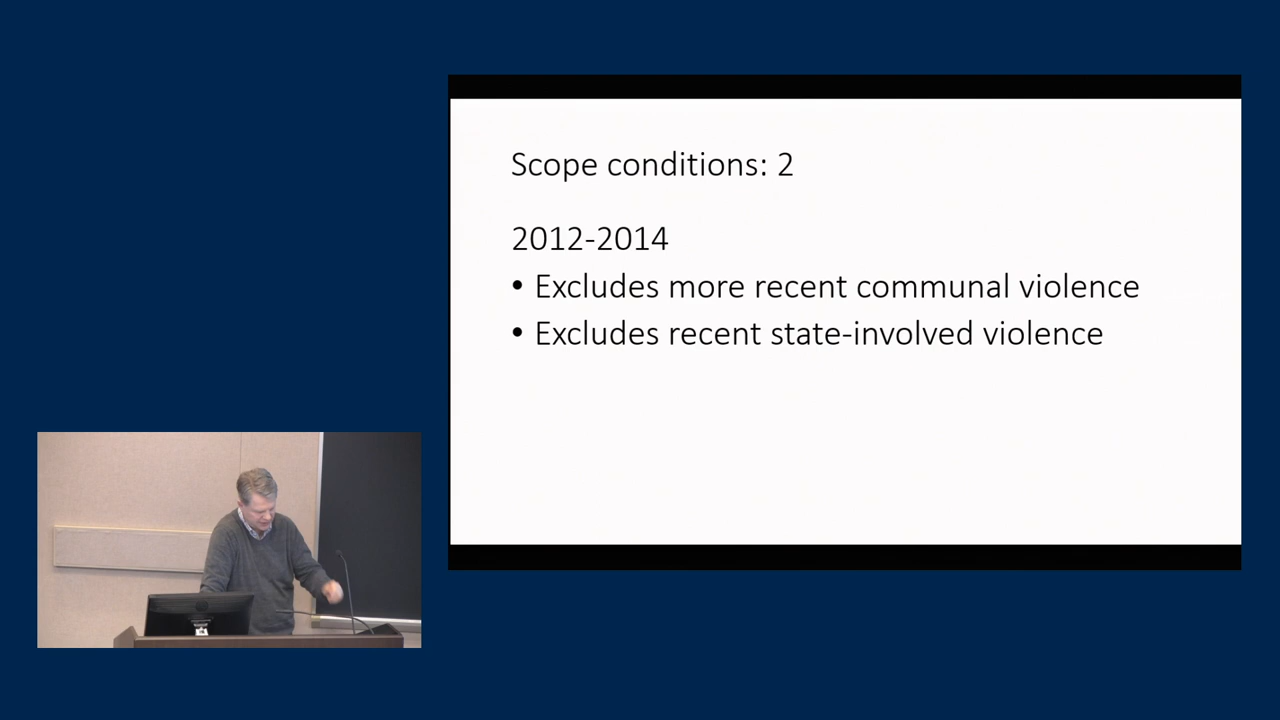 Scope conditions: 2
2012-2014
• Excludes more recent communal violence
• Excludes recent state-involved violence